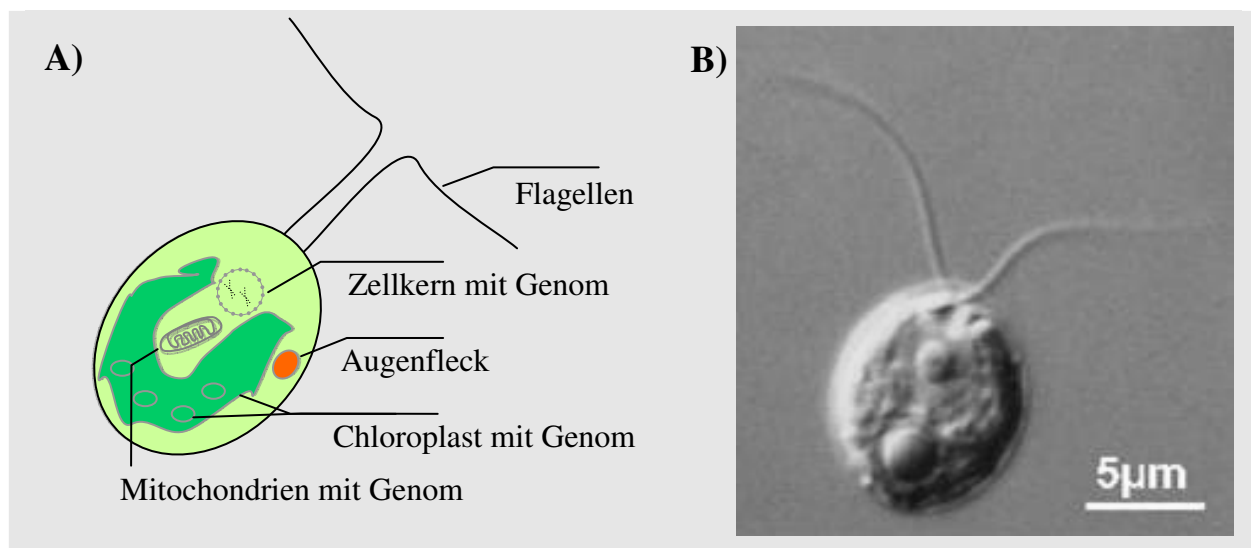 A)
Flagellen
Zellkern mit Genom
Augenfleck
Chloroplast mit Genom
Mitochondrien mit Genom
B)
5µm